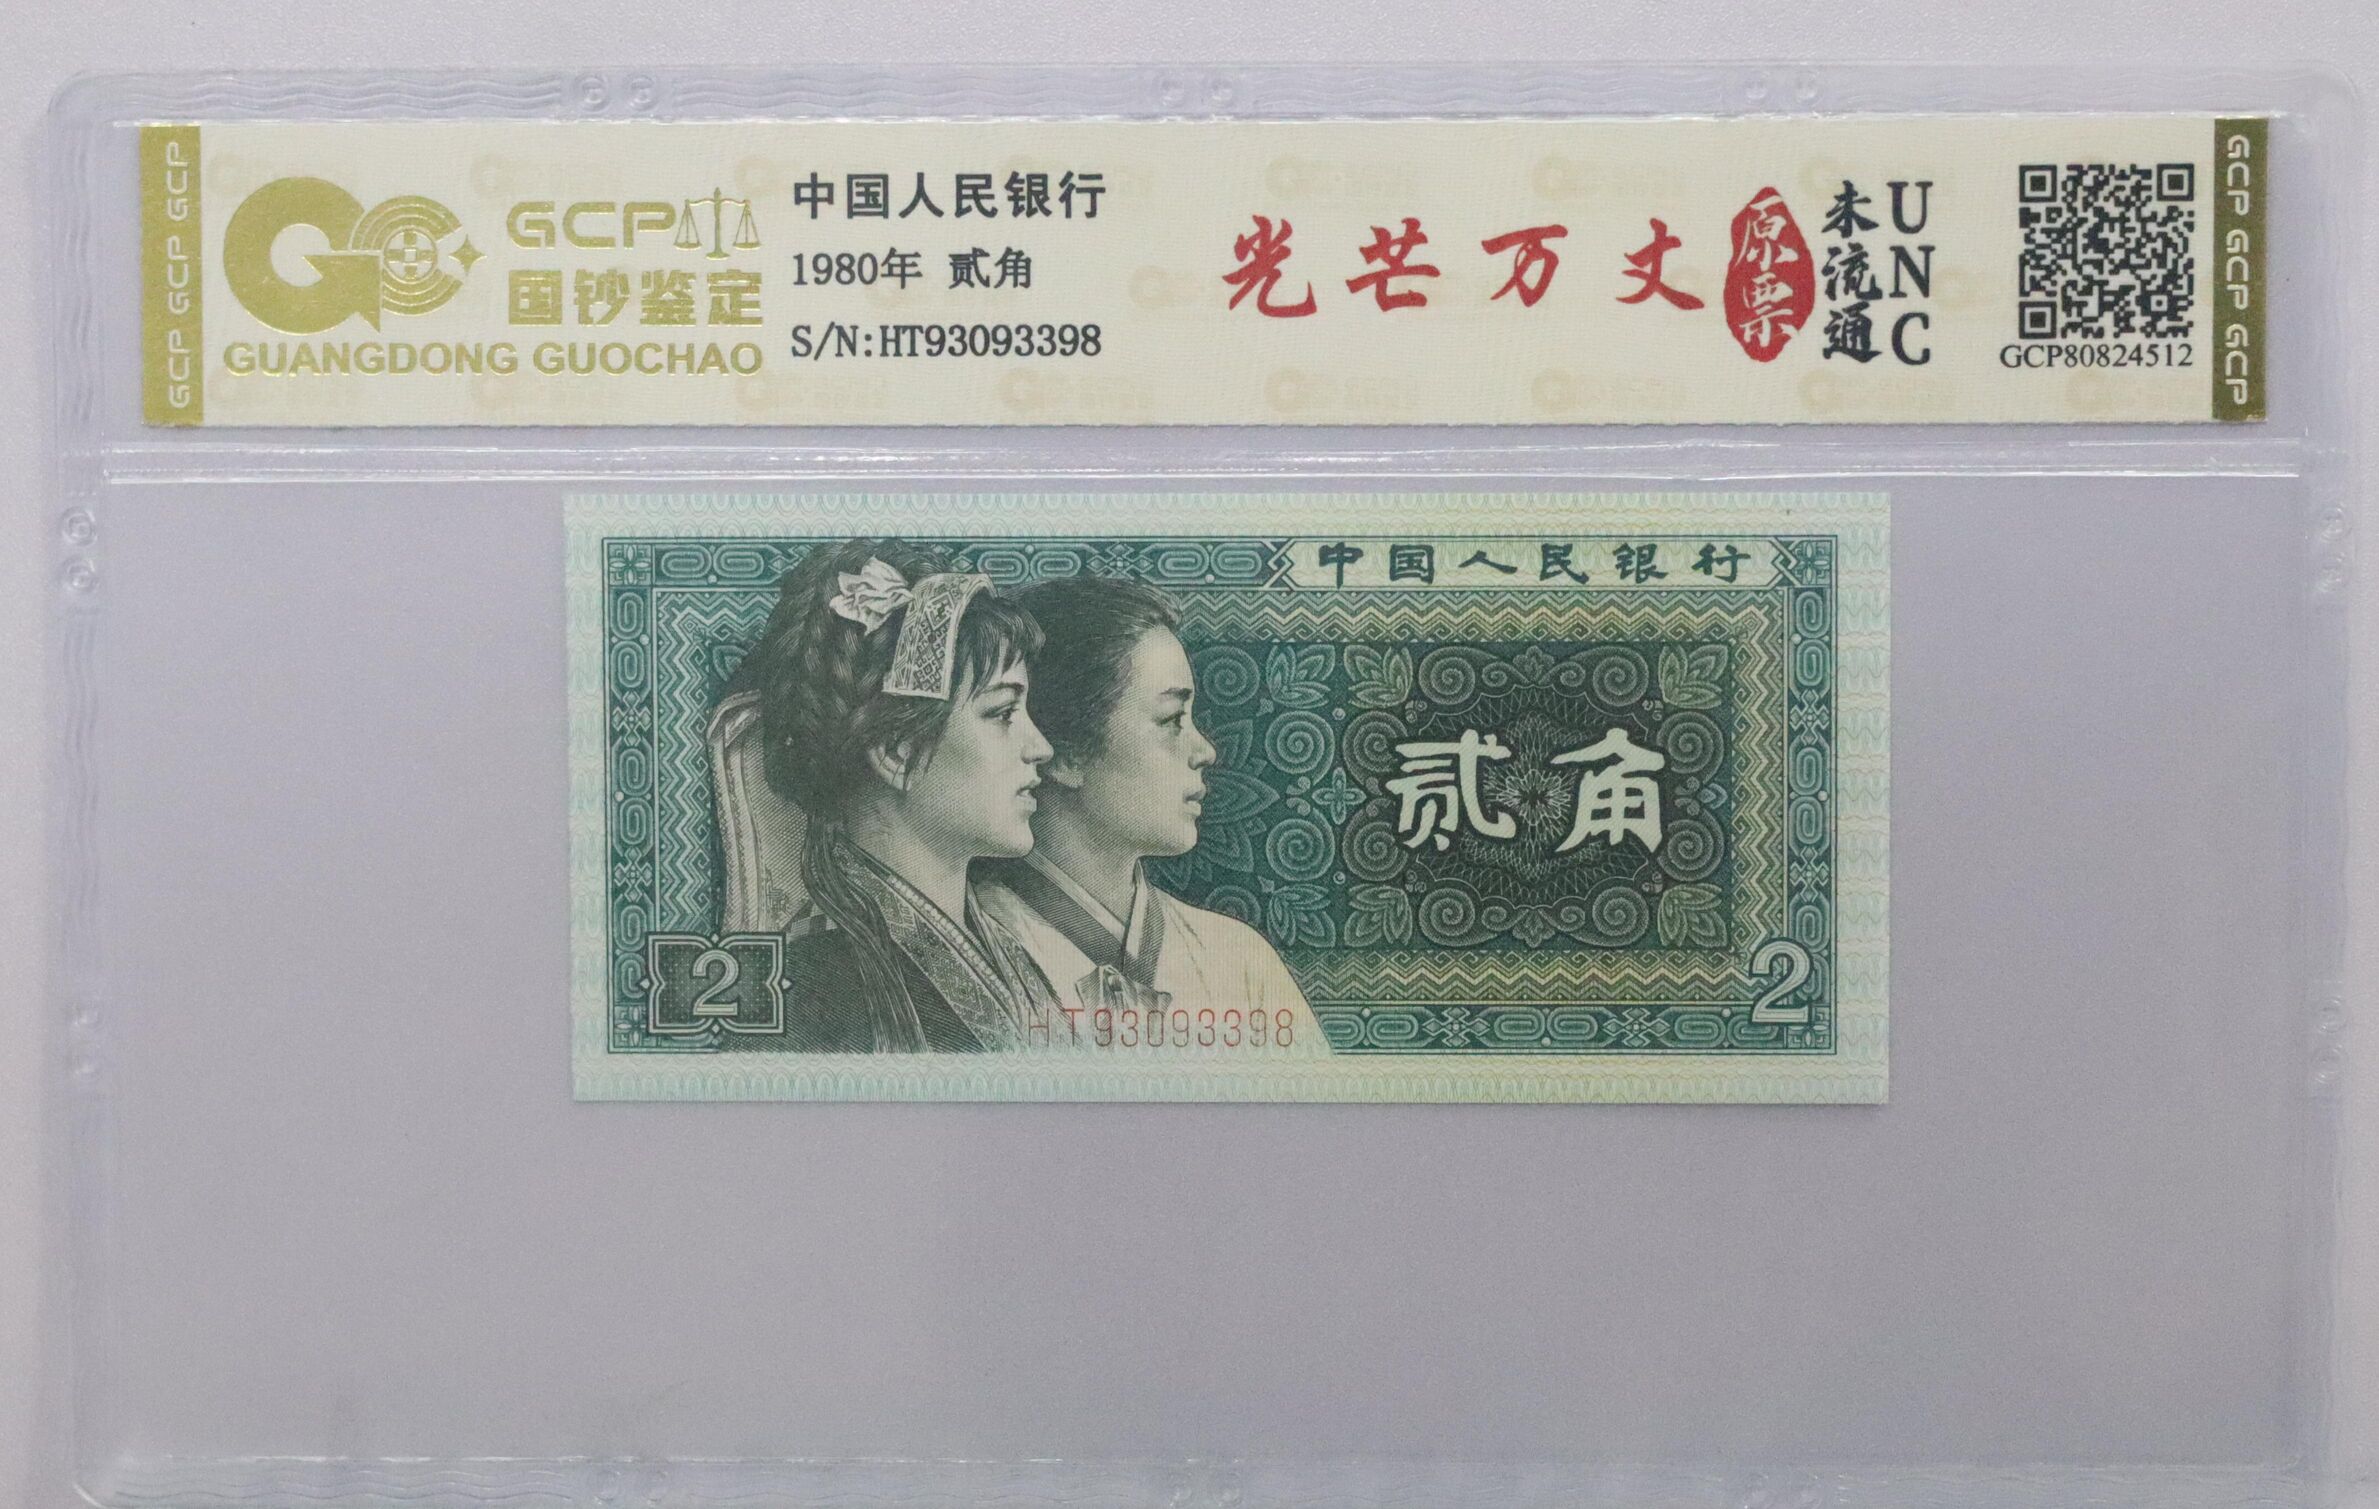 GCP GCP GCP
GCP
国钞鉴定
GUANGDONG GUOCHAO
中国人民银行
1980年 贰角
S/N:HT93093398
光芒万丈
原票
未流通
UNC
GCP80824512
GCP GCP GCP
中国人民银行
贰角
2
2
HT93093398